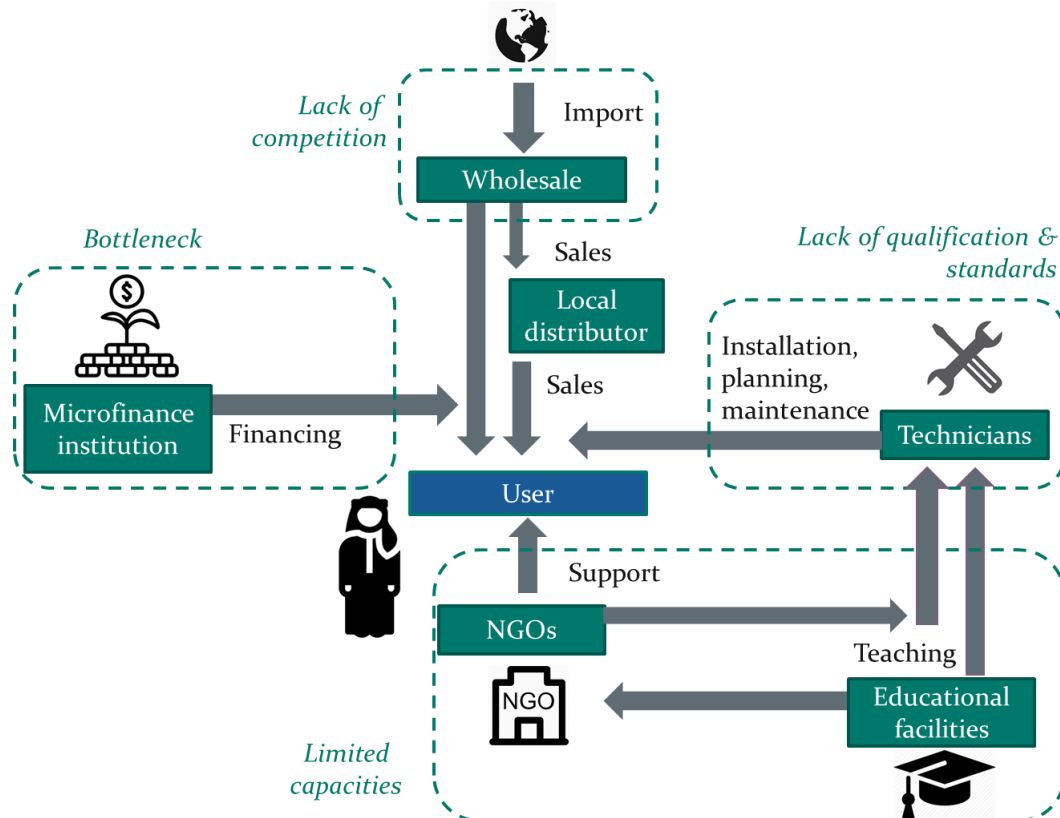 Lack of
competition
Import
Wholesale
Bottleneck
Sales
Lack of qualification &
standards
$
Local
distributor
Installation,
planning,
maintenance
Microfinance
institution
Financing
Sales
Technicians
User
Support
NGOs
Teaching
NGO
Educational
facilities
Limited
capacities